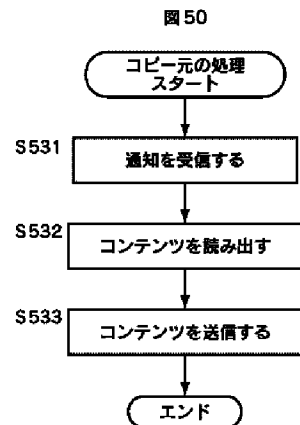 図50
コピー元の処理
スタート
S531
通知を受信する
S532
コンテンツを読み出す
S533
コンテンツを送信する
エンド